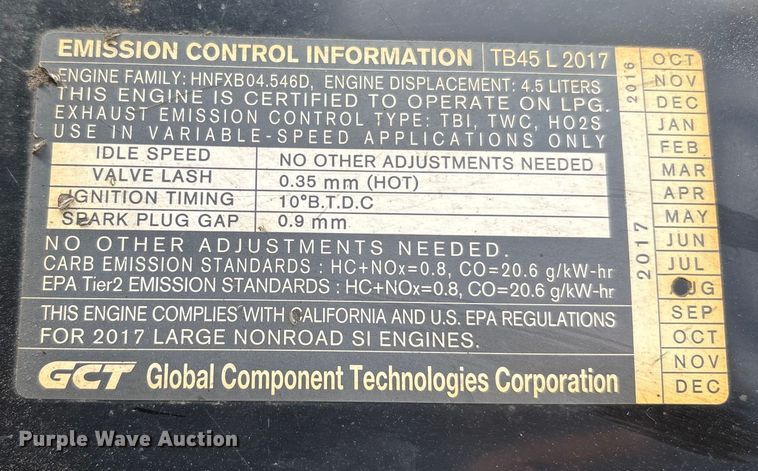 EMISSION CONTROL INFORMATION TB45 L 2017
ENGINE FAMILY: HNFXB04.546D, ENGINE DISPLACEMENT: 4.5 LITERS
THIS ENGINE IS CERTIFIED TO OPERATE ON LPG.
EXHAUST EMISSION CONTROL TYPE: TBI, TWC, HO2S
USE IN VARIABLE-SPEED APPLICATIONS ONLY
IDLE SPEED NO OTHER ADJUSTMENTS NEEDED
VALVE LASH 0.35 mm (HOT)
IGNITION TIMING 10°B.T.D.C
SPARK PLUG GAP 0.9 mm
NO OTHER ADJUSTMENTS NEEDED.
CARB EMISSION STANDARDS : HC+NOx=0.8, CO=20.6 g/kW-hr
EPA Tier2 EMISSION STANDARDS : HC+NOx=0.8, CO=20.6 g/kW-hr
THIS ENGINE COMPLIES WITH CALIFORNIA AND U.S. EPA REGULATIONS
FOR 2017 LARGE NONROAD SI ENGINES.
GCT Global Component Technologies Corporation
2016
OCT
NOV
DEC
2017
JAN
FEB
MAR
APR
MAY
JUN
JUL
AUG
SEP
OCT
NOV
DEC
Purple Wave Auction